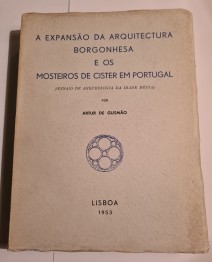 A EXPANSÃO DA ARQUITECTURA
BORGONHESA
E OS
MOSTEIROS DE CISTER EM PORTUGAL
(ENSAIO DE ARQUEOLOGIA DA IDADE MÉDIA)
POR
ARTUR DE GUSMÃO
LISBOA
1953